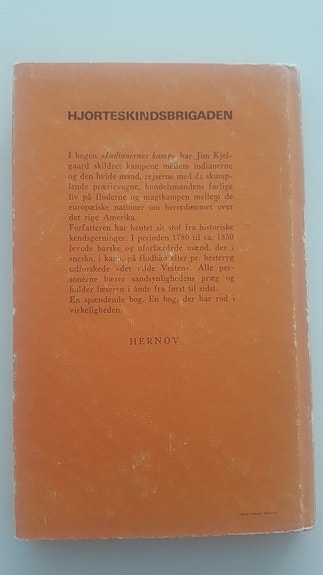 HJORTESKINDSBRIGADEN
I bogen »Indianernes kamp« har Jim Kjel-
gaard skildret kampene mellem indianerne
og den hvide mand, rejserne med de skump-
lende prærievogne, handelsmandens farlige
liv på floderne og magtkampen mellem de
europæiske nationer om herredømmet over
det rige Amerika.
Forfatteren har hentet sit stof fra historiske
kendsgerninger. I perioden 1780 til ca. 1850
levede barske og uforfærdede mænd, der i
snesko, i kano, på flodbåd eller pr. hesteryg
udforskede »det vilde Vesten«. Alle per-
sonerne bærer sandsynlighedens præg og
holder læseren i ånde fra først til sidst.
En spændende bog. En bog, der har rod i
virkeligheden.
HERNOV